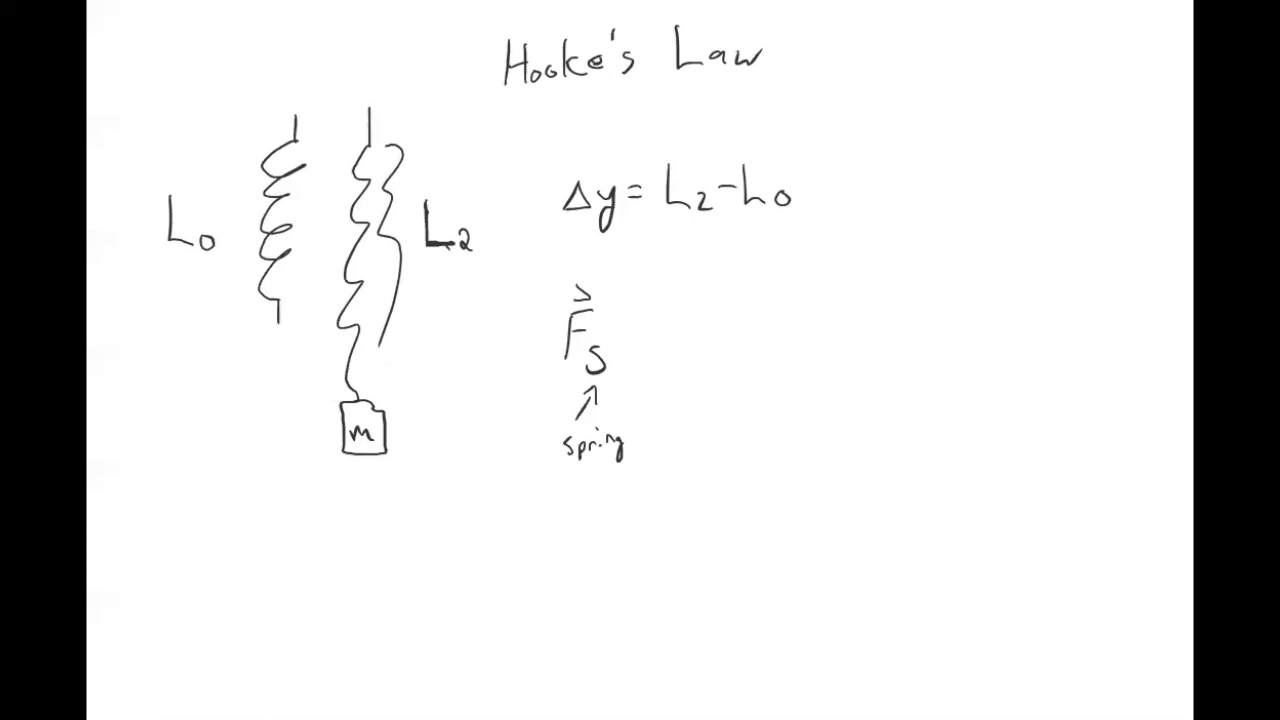 Hooke's Law
Δy = L₂ - L₀
L₀
L₂
F⃗ₛ
spring
m